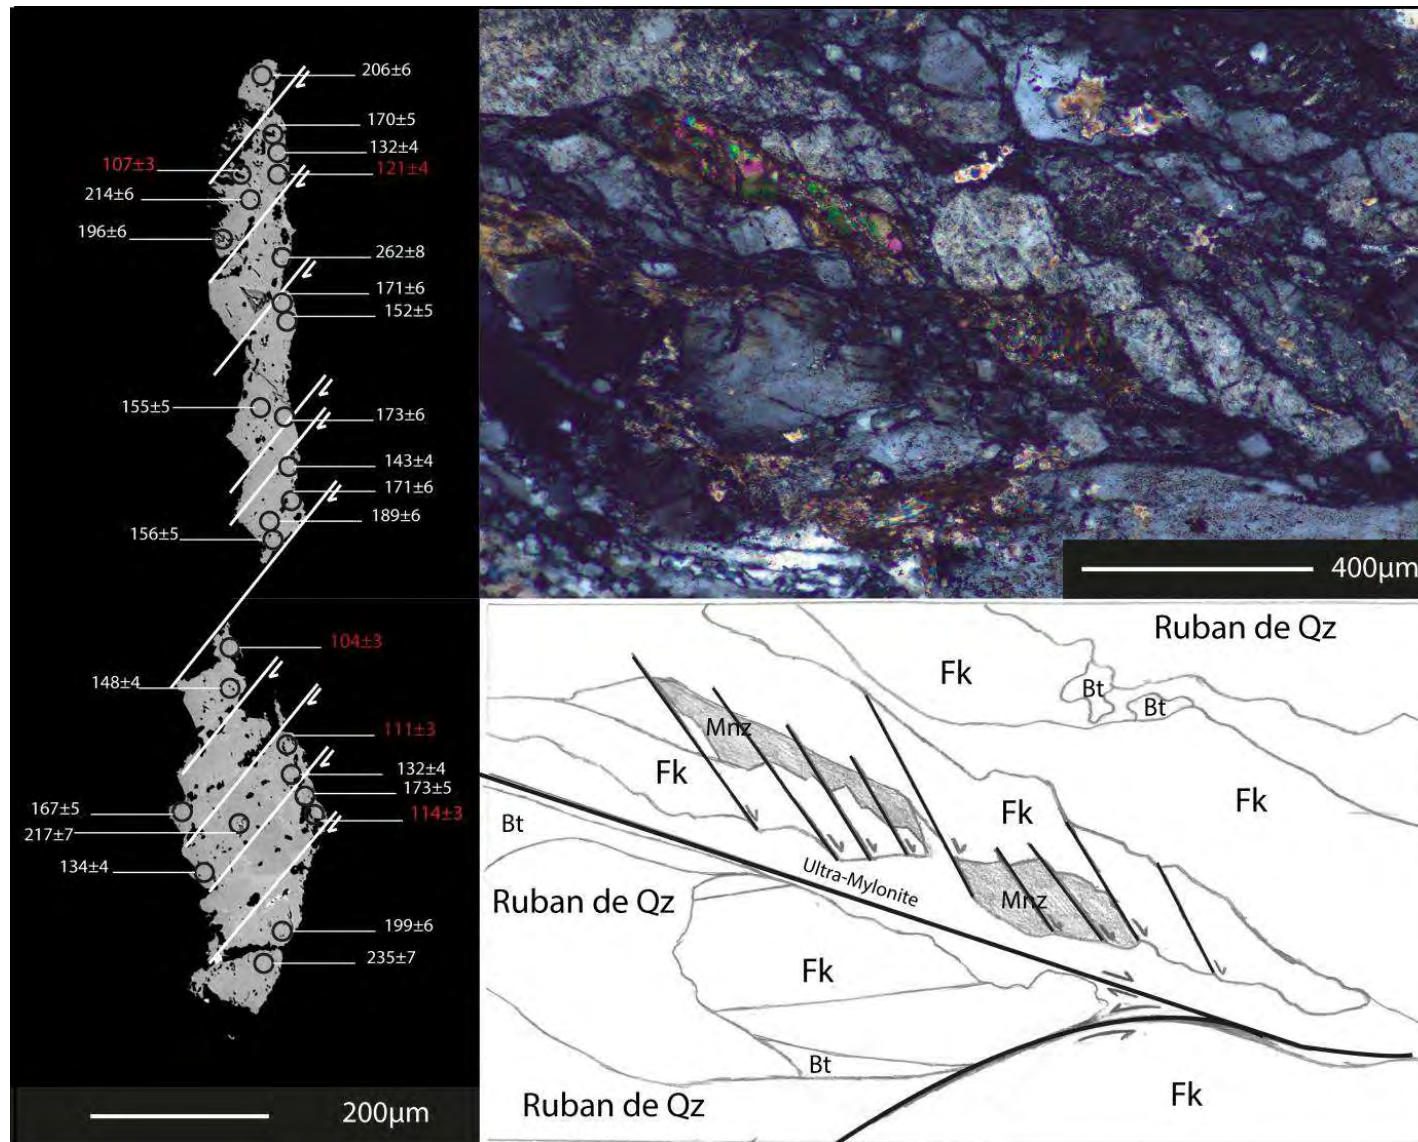 206±6
170±5
132±4
107±3
121±4
214±6
196±6
262±8
171±6
152±5
155±5
173±6
143±4
171±6
189±6
156±5
104±3
148±4
111±3
132±4
173±5
167±5
114±3
217±7
134±4
199±6
235±7
200µm
400µm
Ruban de Qz
Fk
Bt
Bt
Mnz
Fk
Fk
Fk
Bt
Ultra-Mylonite
Mnz
Ruban de Qz
Fk
Bt
Fk
Ruban de Qz